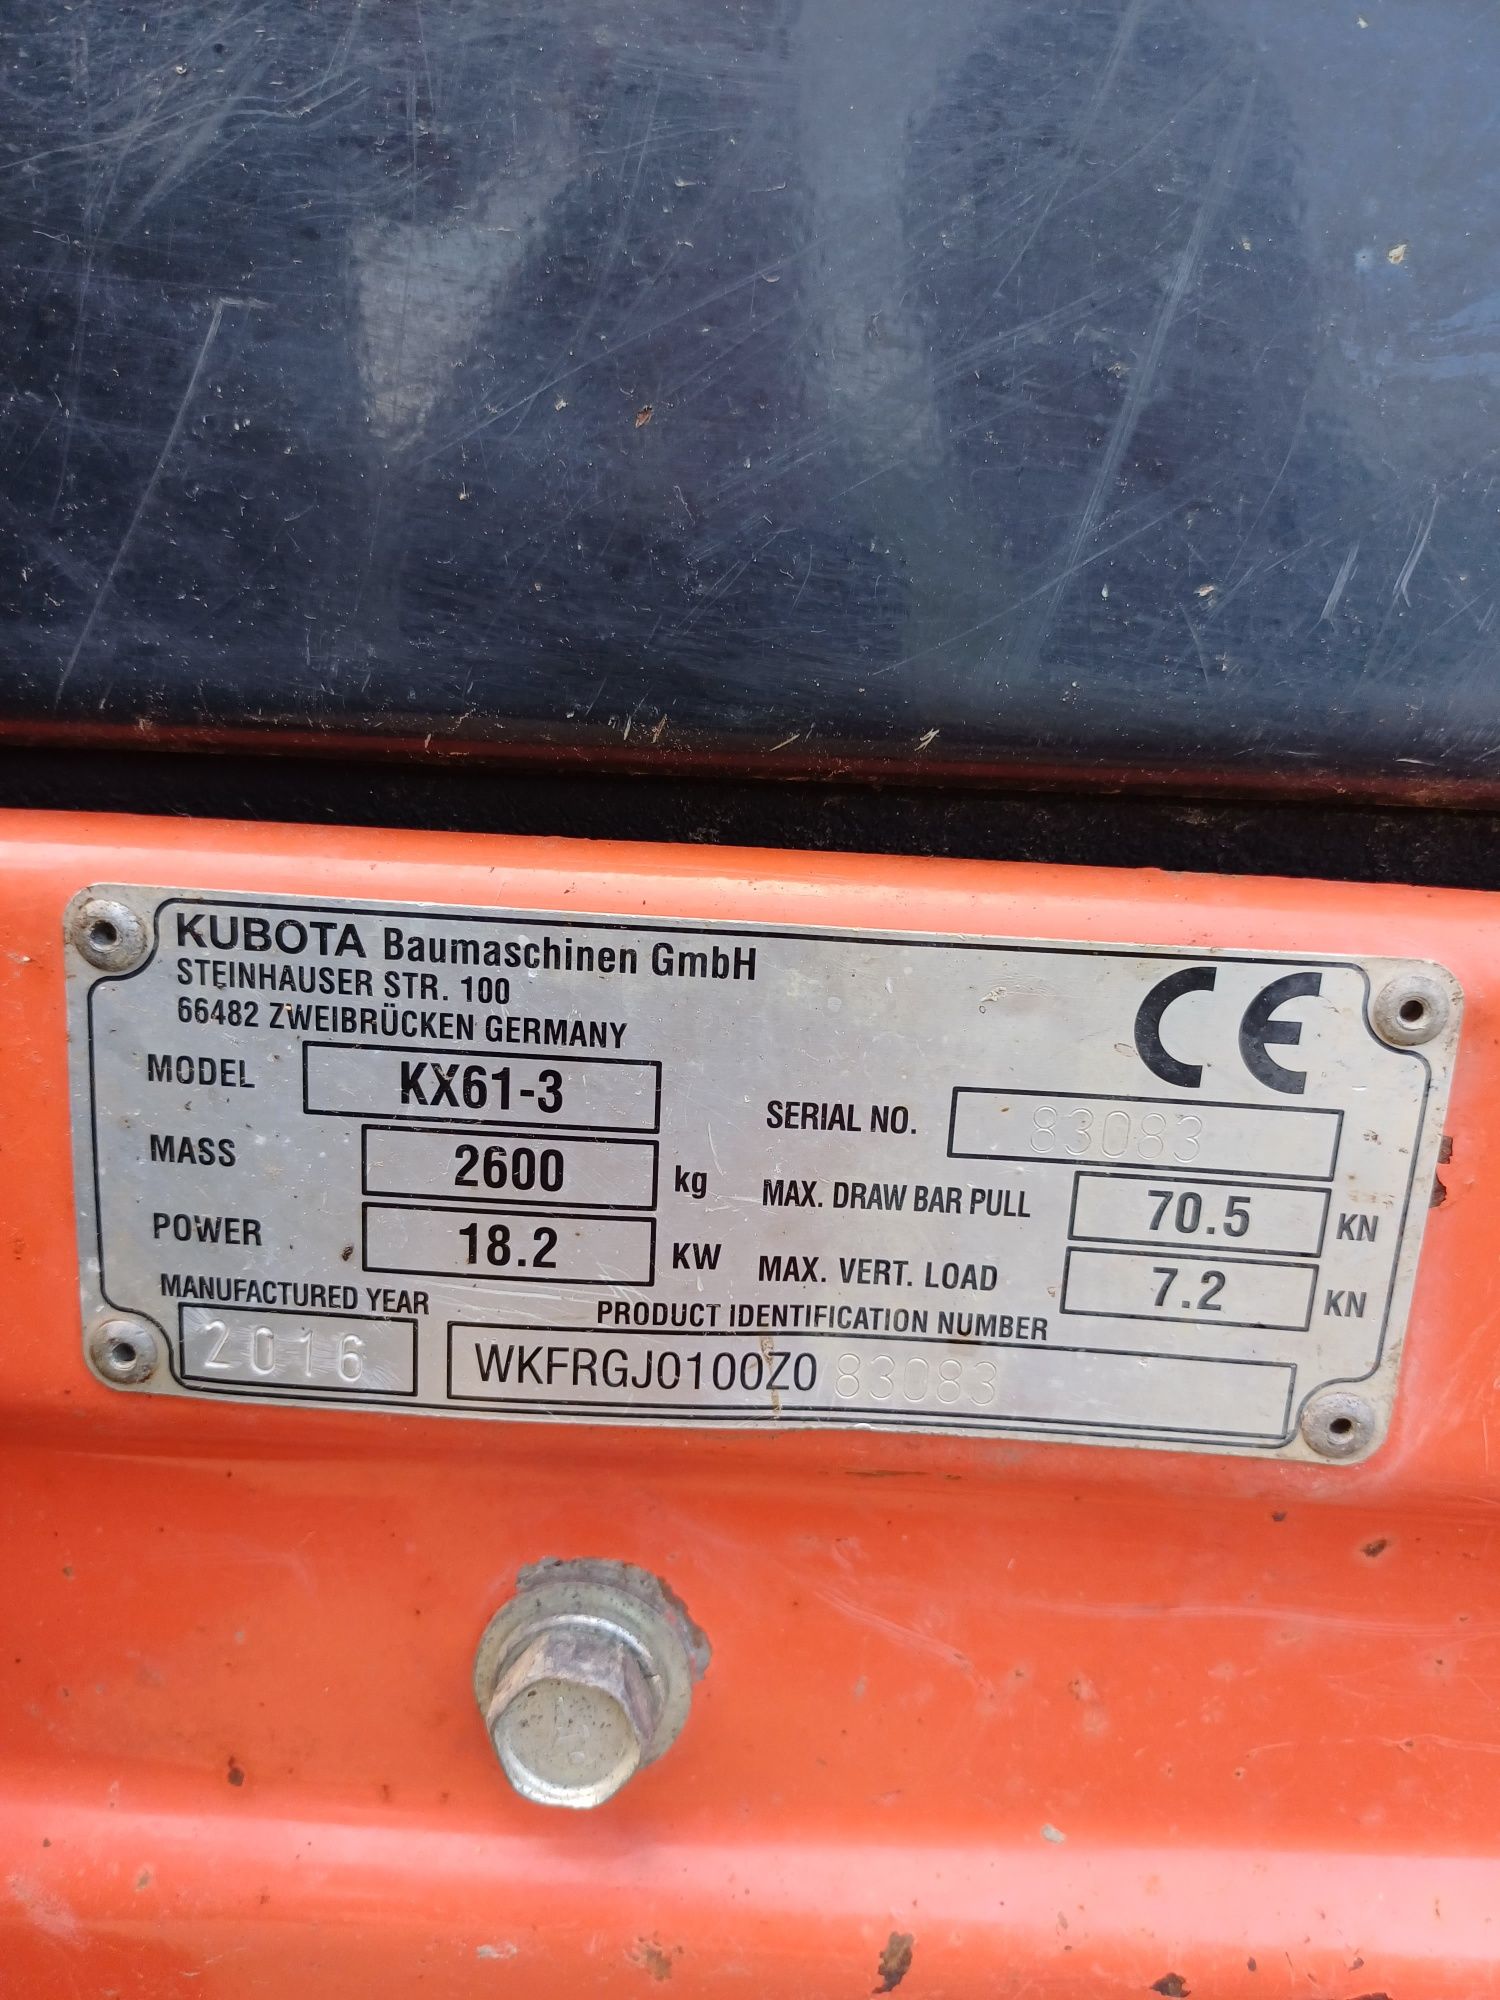 KUBOTA Baumaschinen GmbH
STEINHAUSER STR. 100
66482 ZWEIBRÜCKEN GERMANY
CE
MODEL KX61-3
SERIAL NO. 83083
MASS 2600 kg
MAX. DRAW BAR PULL 70.5 KN
POWER 18.2 KW
MAX. VERT. LOAD 7.2 KN
MANUFACTURED YEAR
2016
PRODUCT IDENTIFICATION NUMBER
WKFRGJ0100Z083083